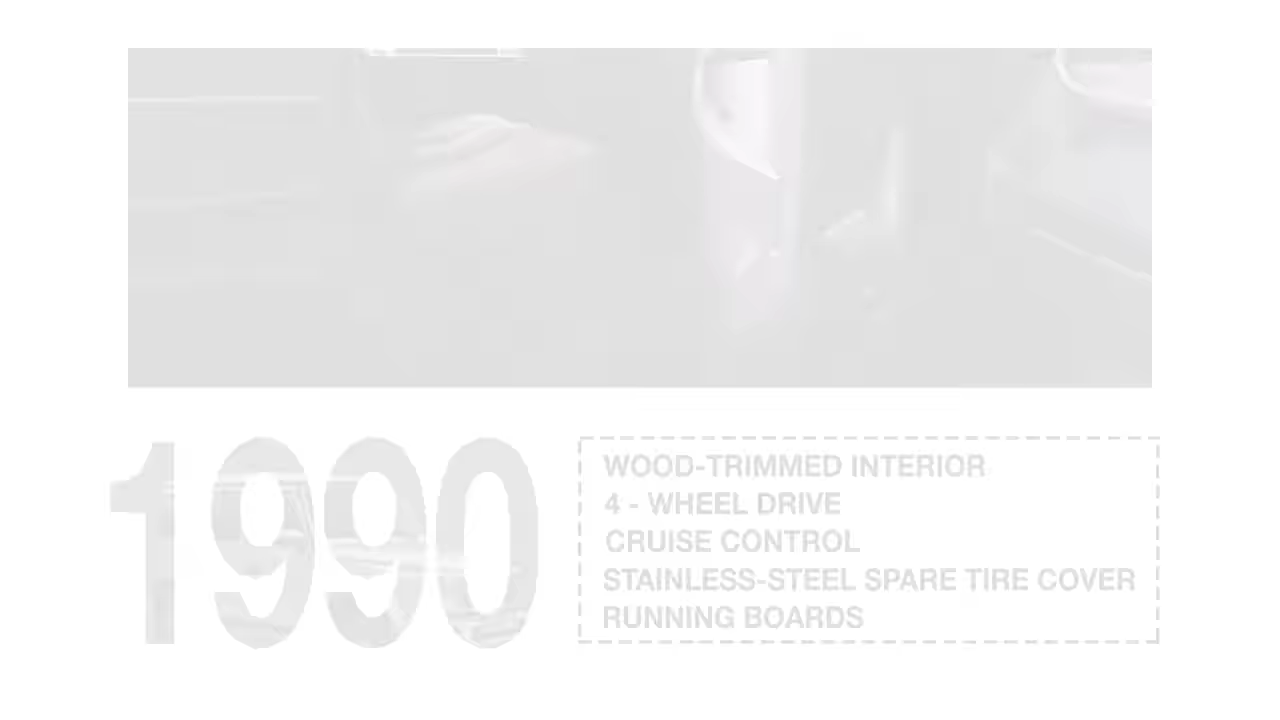 1990
WOOD-TRIMMED INTERIOR
4 - WHEEL DRIVE
CRUISE CONTROL
STAINLESS-STEEL SPARE TIRE COVER
RUNNING BOARDS